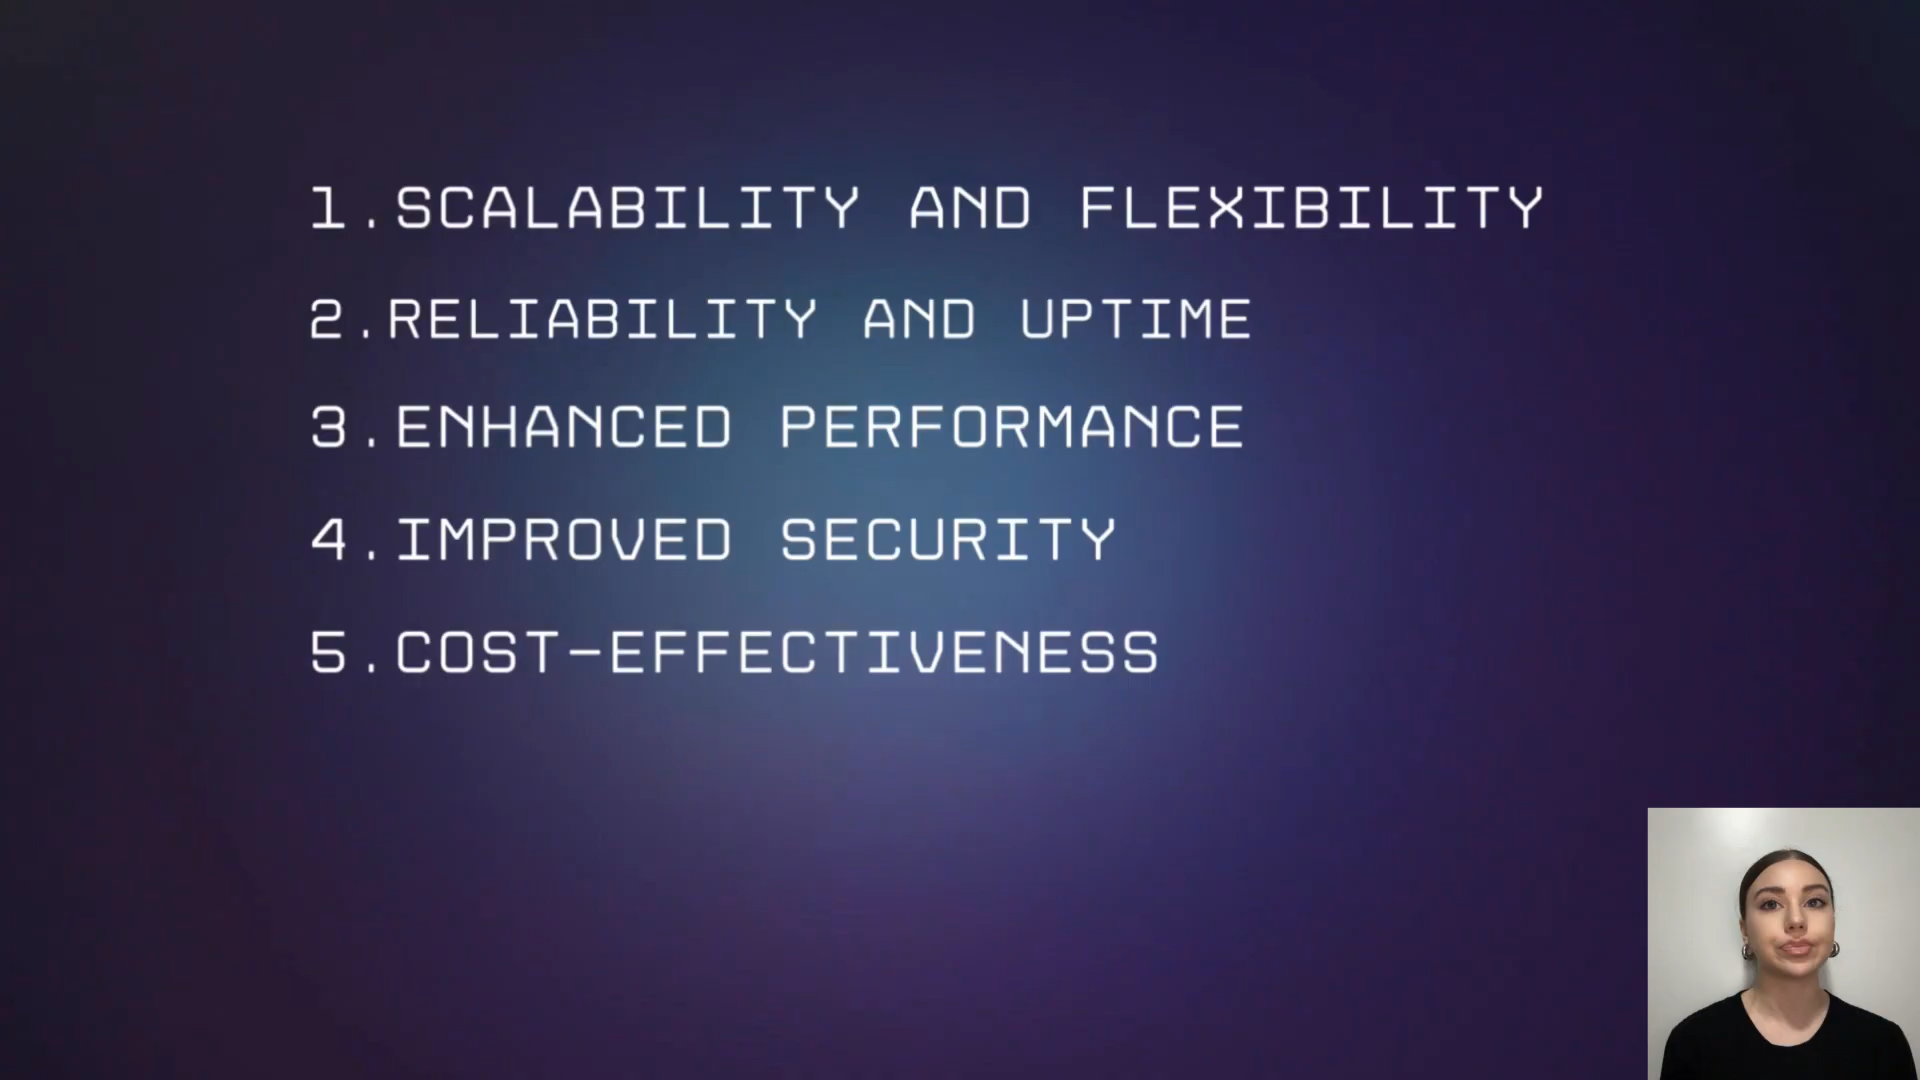 1.SCALABILITY AND FLEXIBILITY
2.RELIABILITY AND UPTIME
3.ENHANCED PERFORMANCE
4.IMPROVED SECURITY
5.COST-EFFECTIVENESS